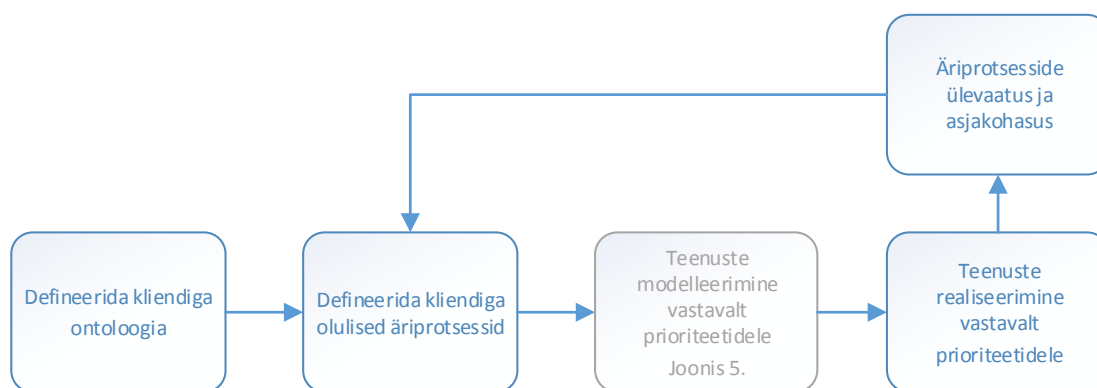 Äriprotsesside
ülevaatus ja
asjakohasus
Defineerida kliendiga
ontoloogia
Defineerida kliendiga
olulised äriprotsessid
Teenuste
modelleerimine
vastavalt
prioriteetidele
Joonis 5.
Teenuste
realiseerimine
vastavalt
prioriteetidele